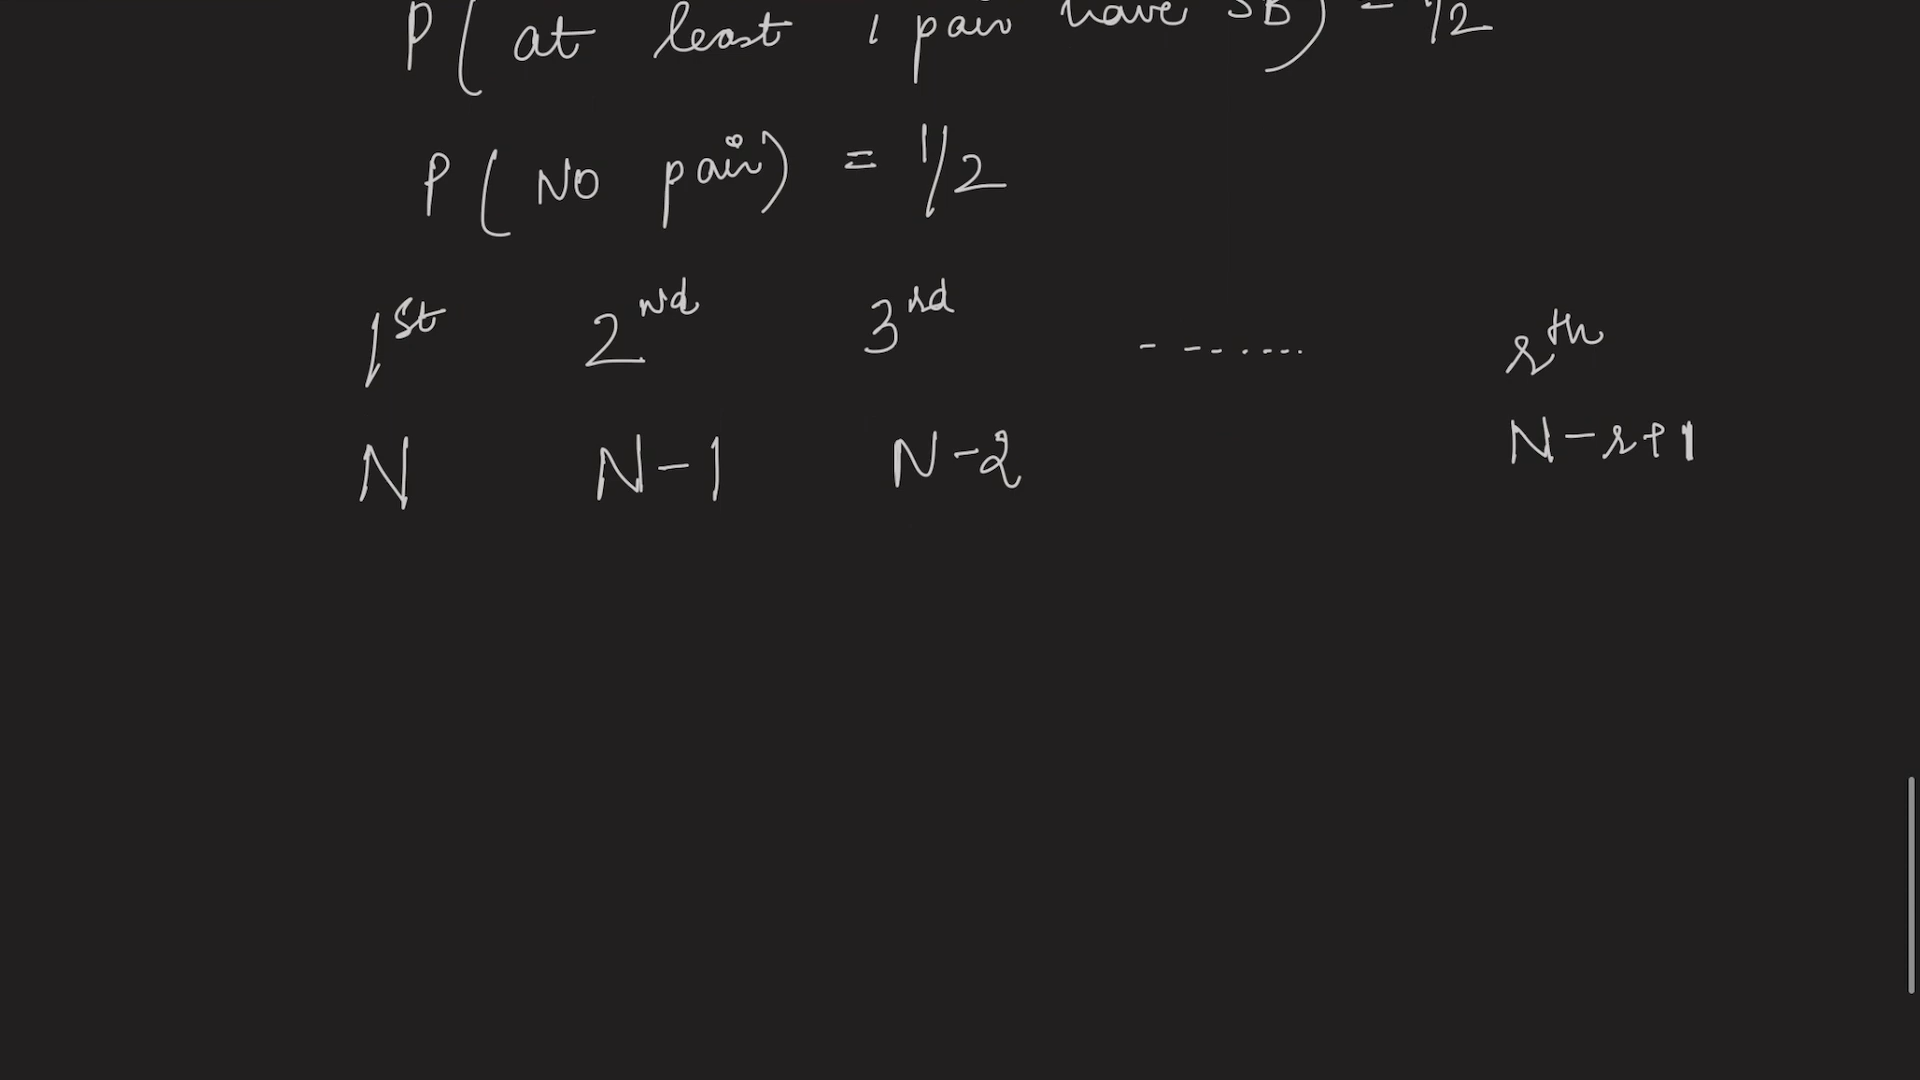 P( at least 1 pair have SB) = 1/2
P( NO pair) = 1/2
1st 2nd 3rd - - - . . . . rth
N N-1 N-2 N-r+1